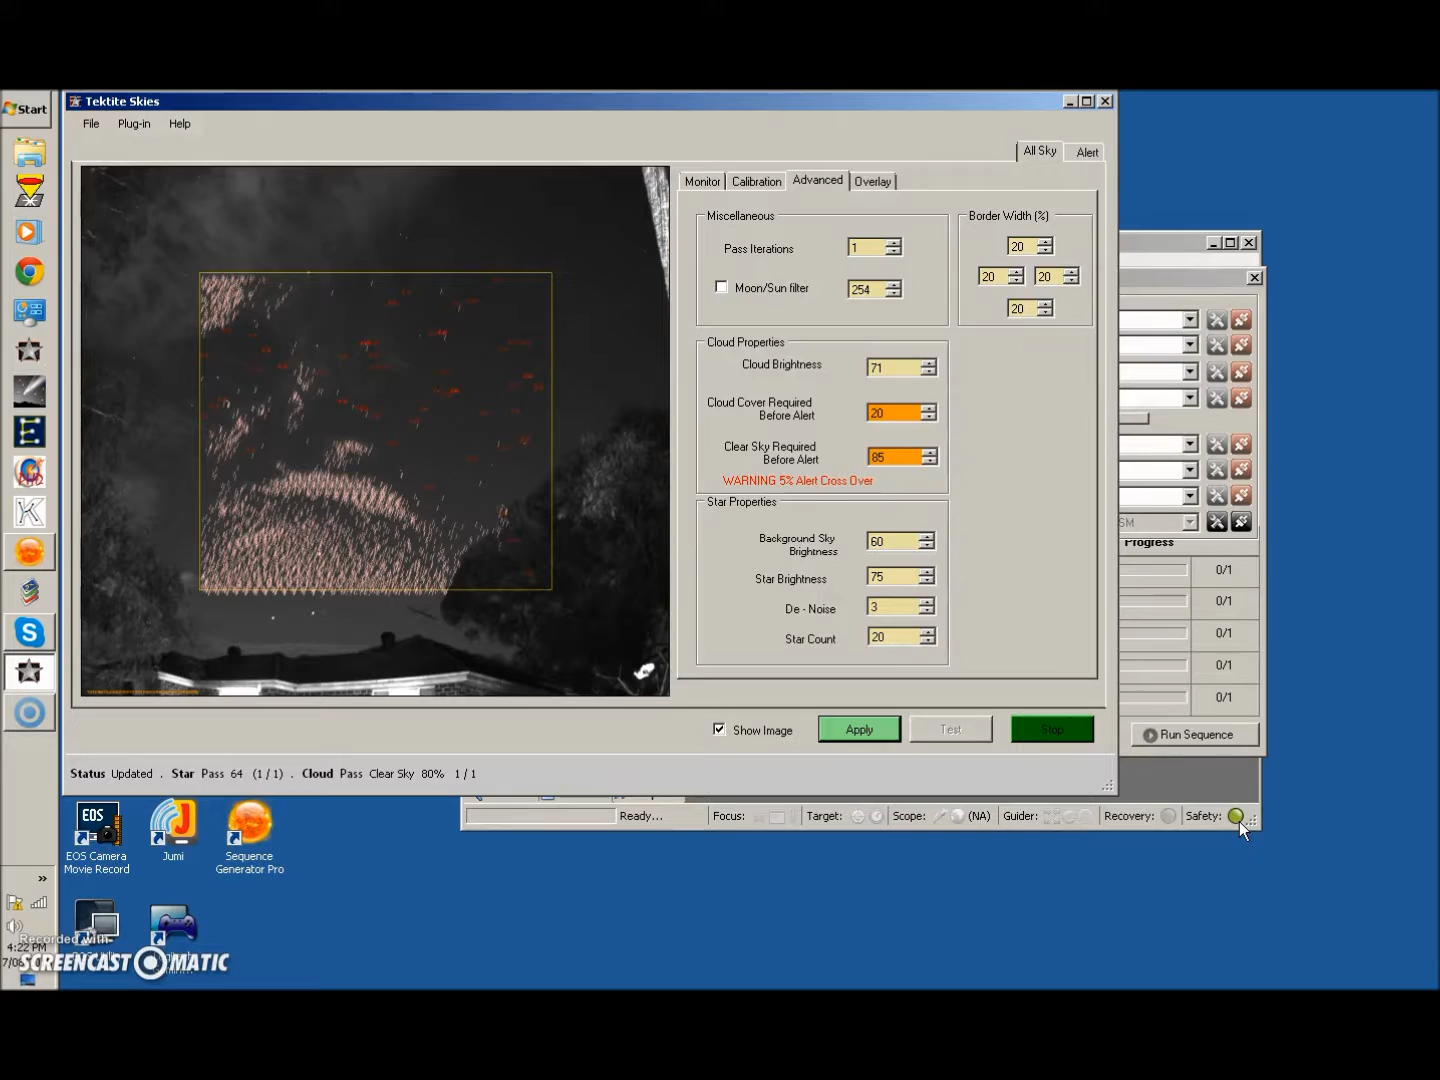 Start
Tektite Skies
File Plug-in Help
All Sky Alert
Monitor Calibration Advanced Overlay
Miscellaneous
Pass Iterations 1
Moon/Sun filter 254
Border Width (%)
20
20 20
20
Cloud Properties
Cloud Brightness 71
Cloud Cover Required
Before Alert 20
Clear Sky Required
Before Alert 85
WARNING 5% Alert Cross Over
Star Properties
Background Sky
Brightness 60
Star Brightness 75
De - Noise 3
Star Count 20
Show Image Apply Test Stop
Status Updated . Star Pass 64 (1 / 1) . Cloud Pass Clear Sky 80% 1 / 1
SM
Progress
0/1
0/1
0/1
0/1
0/1
Run Sequence
Ready... Focus: Target: Scope: (NA) Guider: Recovery: Safety:
EOS
EOS Camera
Movie Record
Jumi
Sequence
Generator Pro
4:22 PM
Recorded with
SCREENCAST MATIC